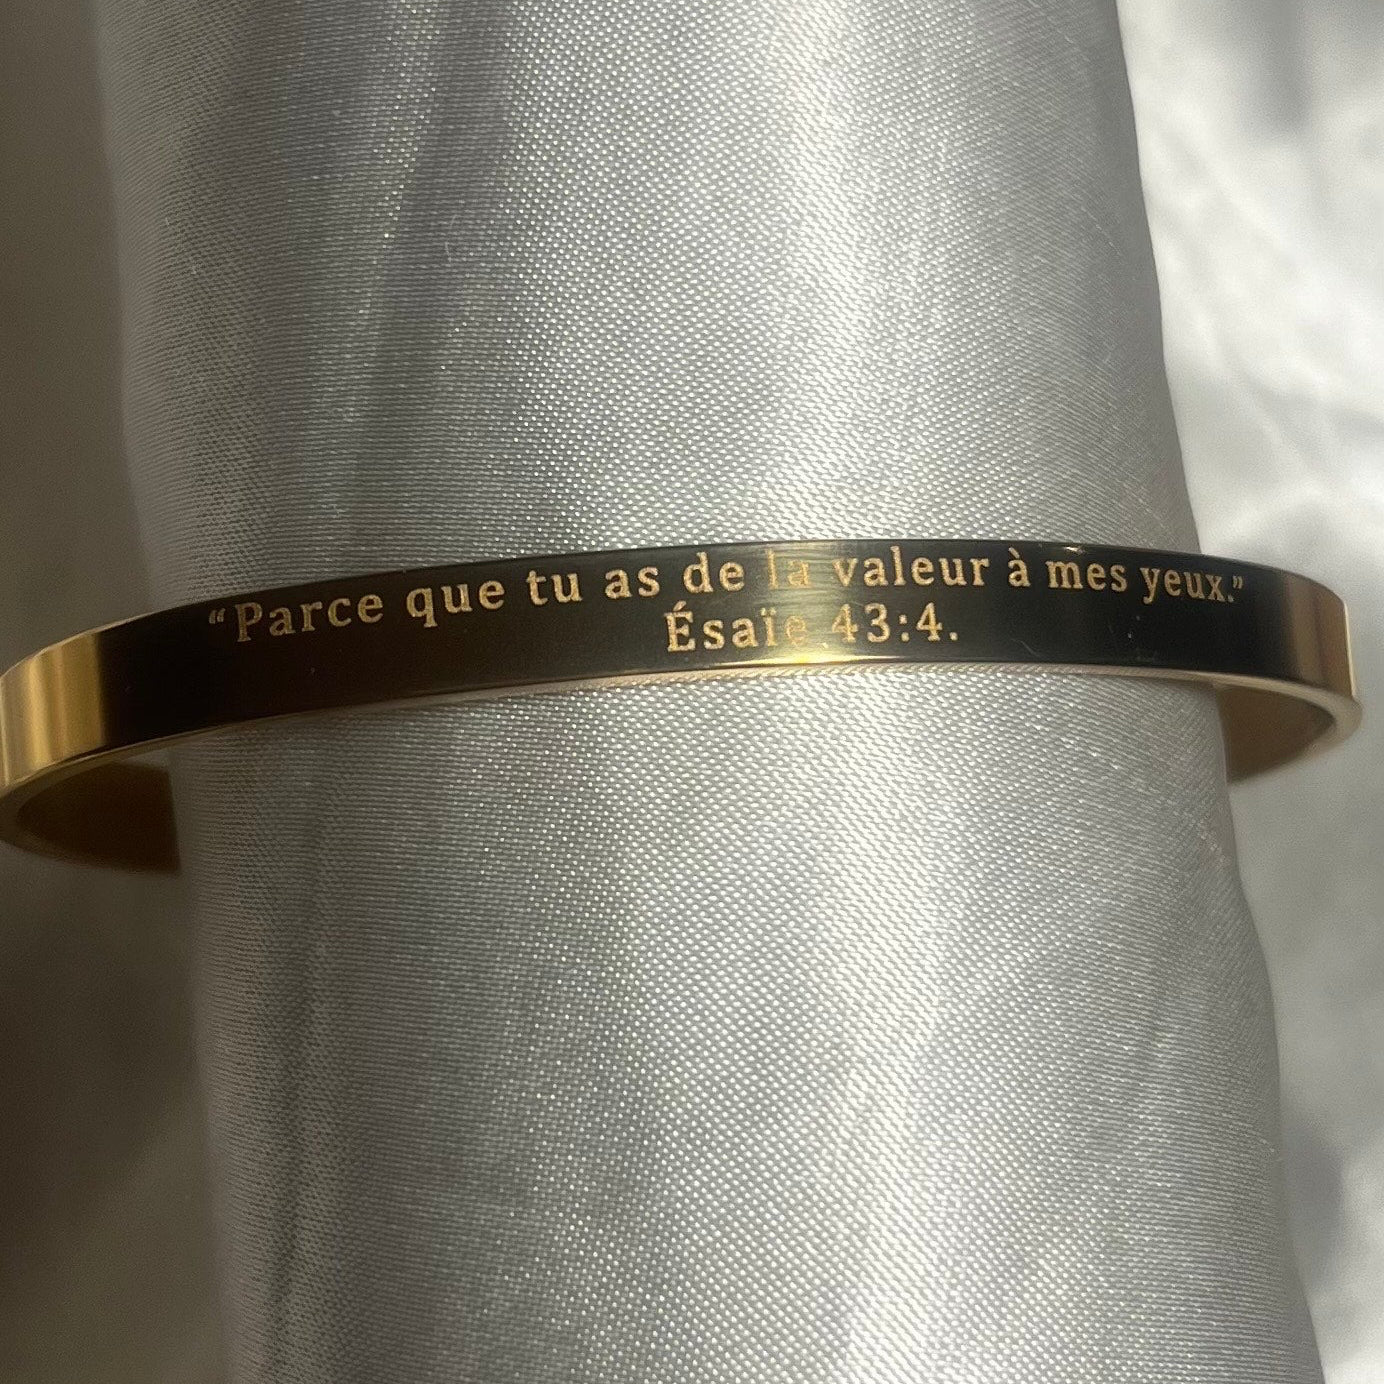 “Parce que tu as de la valeur à mes yeux.”
Ésaïe 43:4.